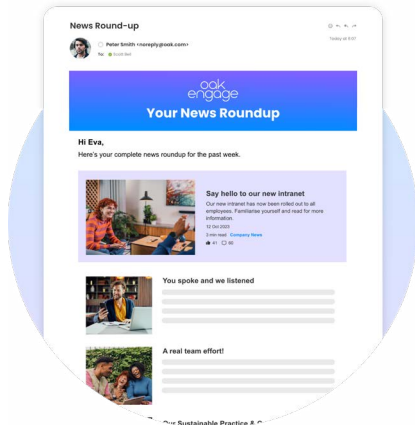 News Round-up
Peter Smith <noreply@oak.com>
Today at 9:07
To:
oak
engage
Your News Roundup
Hi Eva,
Here's your complete news roundup for the past week.
Say hello to our new intranet
Our new intranet has now been rolled out to all
employees. Familiarise yourself and read for more
information.
12 Oct 2023
2 min read Company News
41
You spoke and we listened
A real team effort!
Our Sustainable Practice &